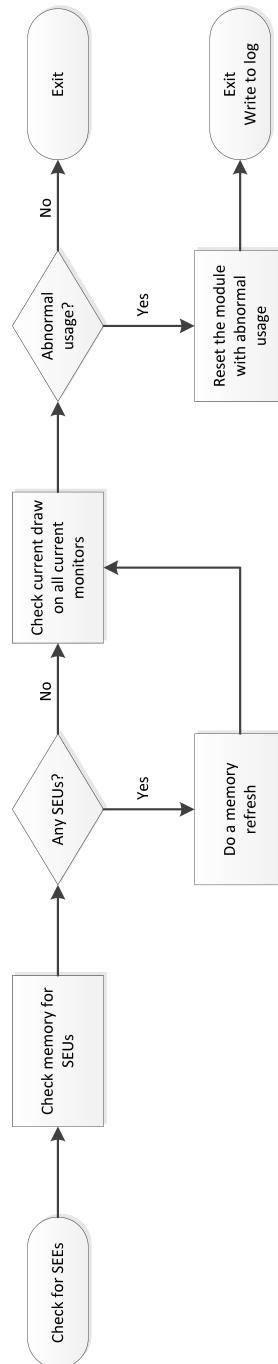 Check for SEEs
Check memory for
SEUs
Any SEUs?
No
Yes
Do a memory
refresh
Check current draw
on all current
monitors
Abnormal
usage?
No
Yes
Exit
Reset the module
with abnormal
usage
Exit
Write to log